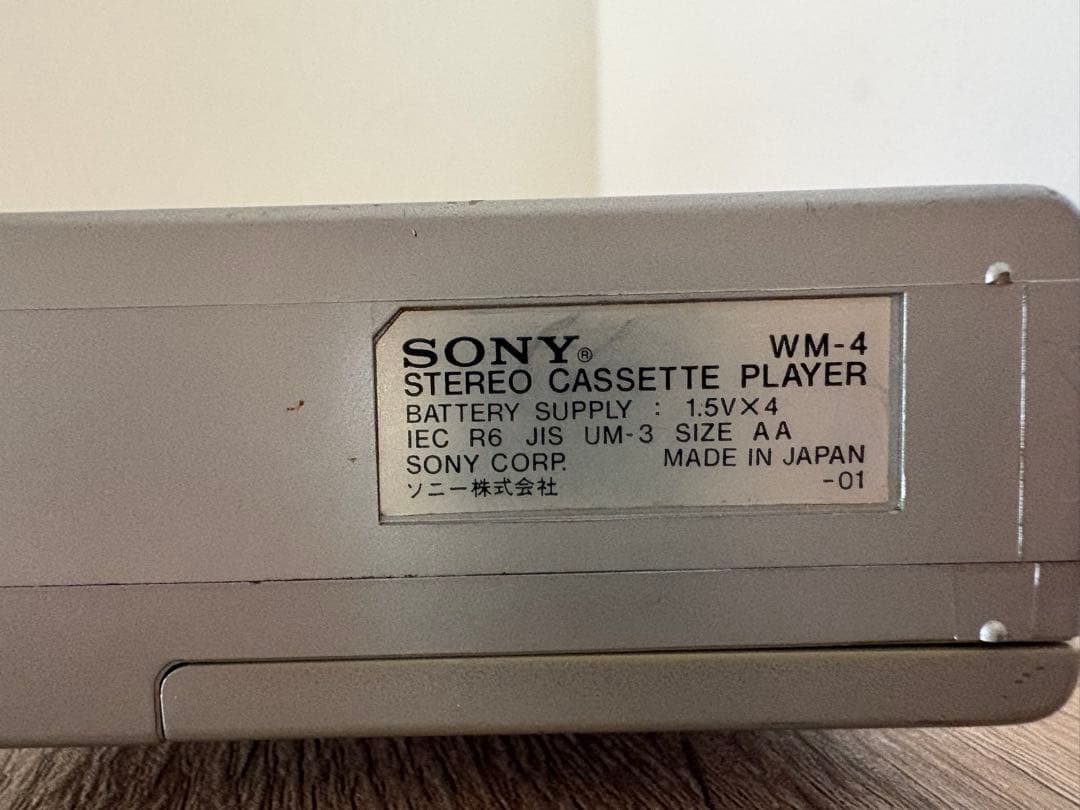 SONY® WM-4
STEREO CASSETTE PLAYER
BATTERY SUPPLY : 1.5V×4
IEC R6 JIS UM-3 SIZE AA
SONY CORP. MADE IN JAPAN
ソニー株式会社 -01